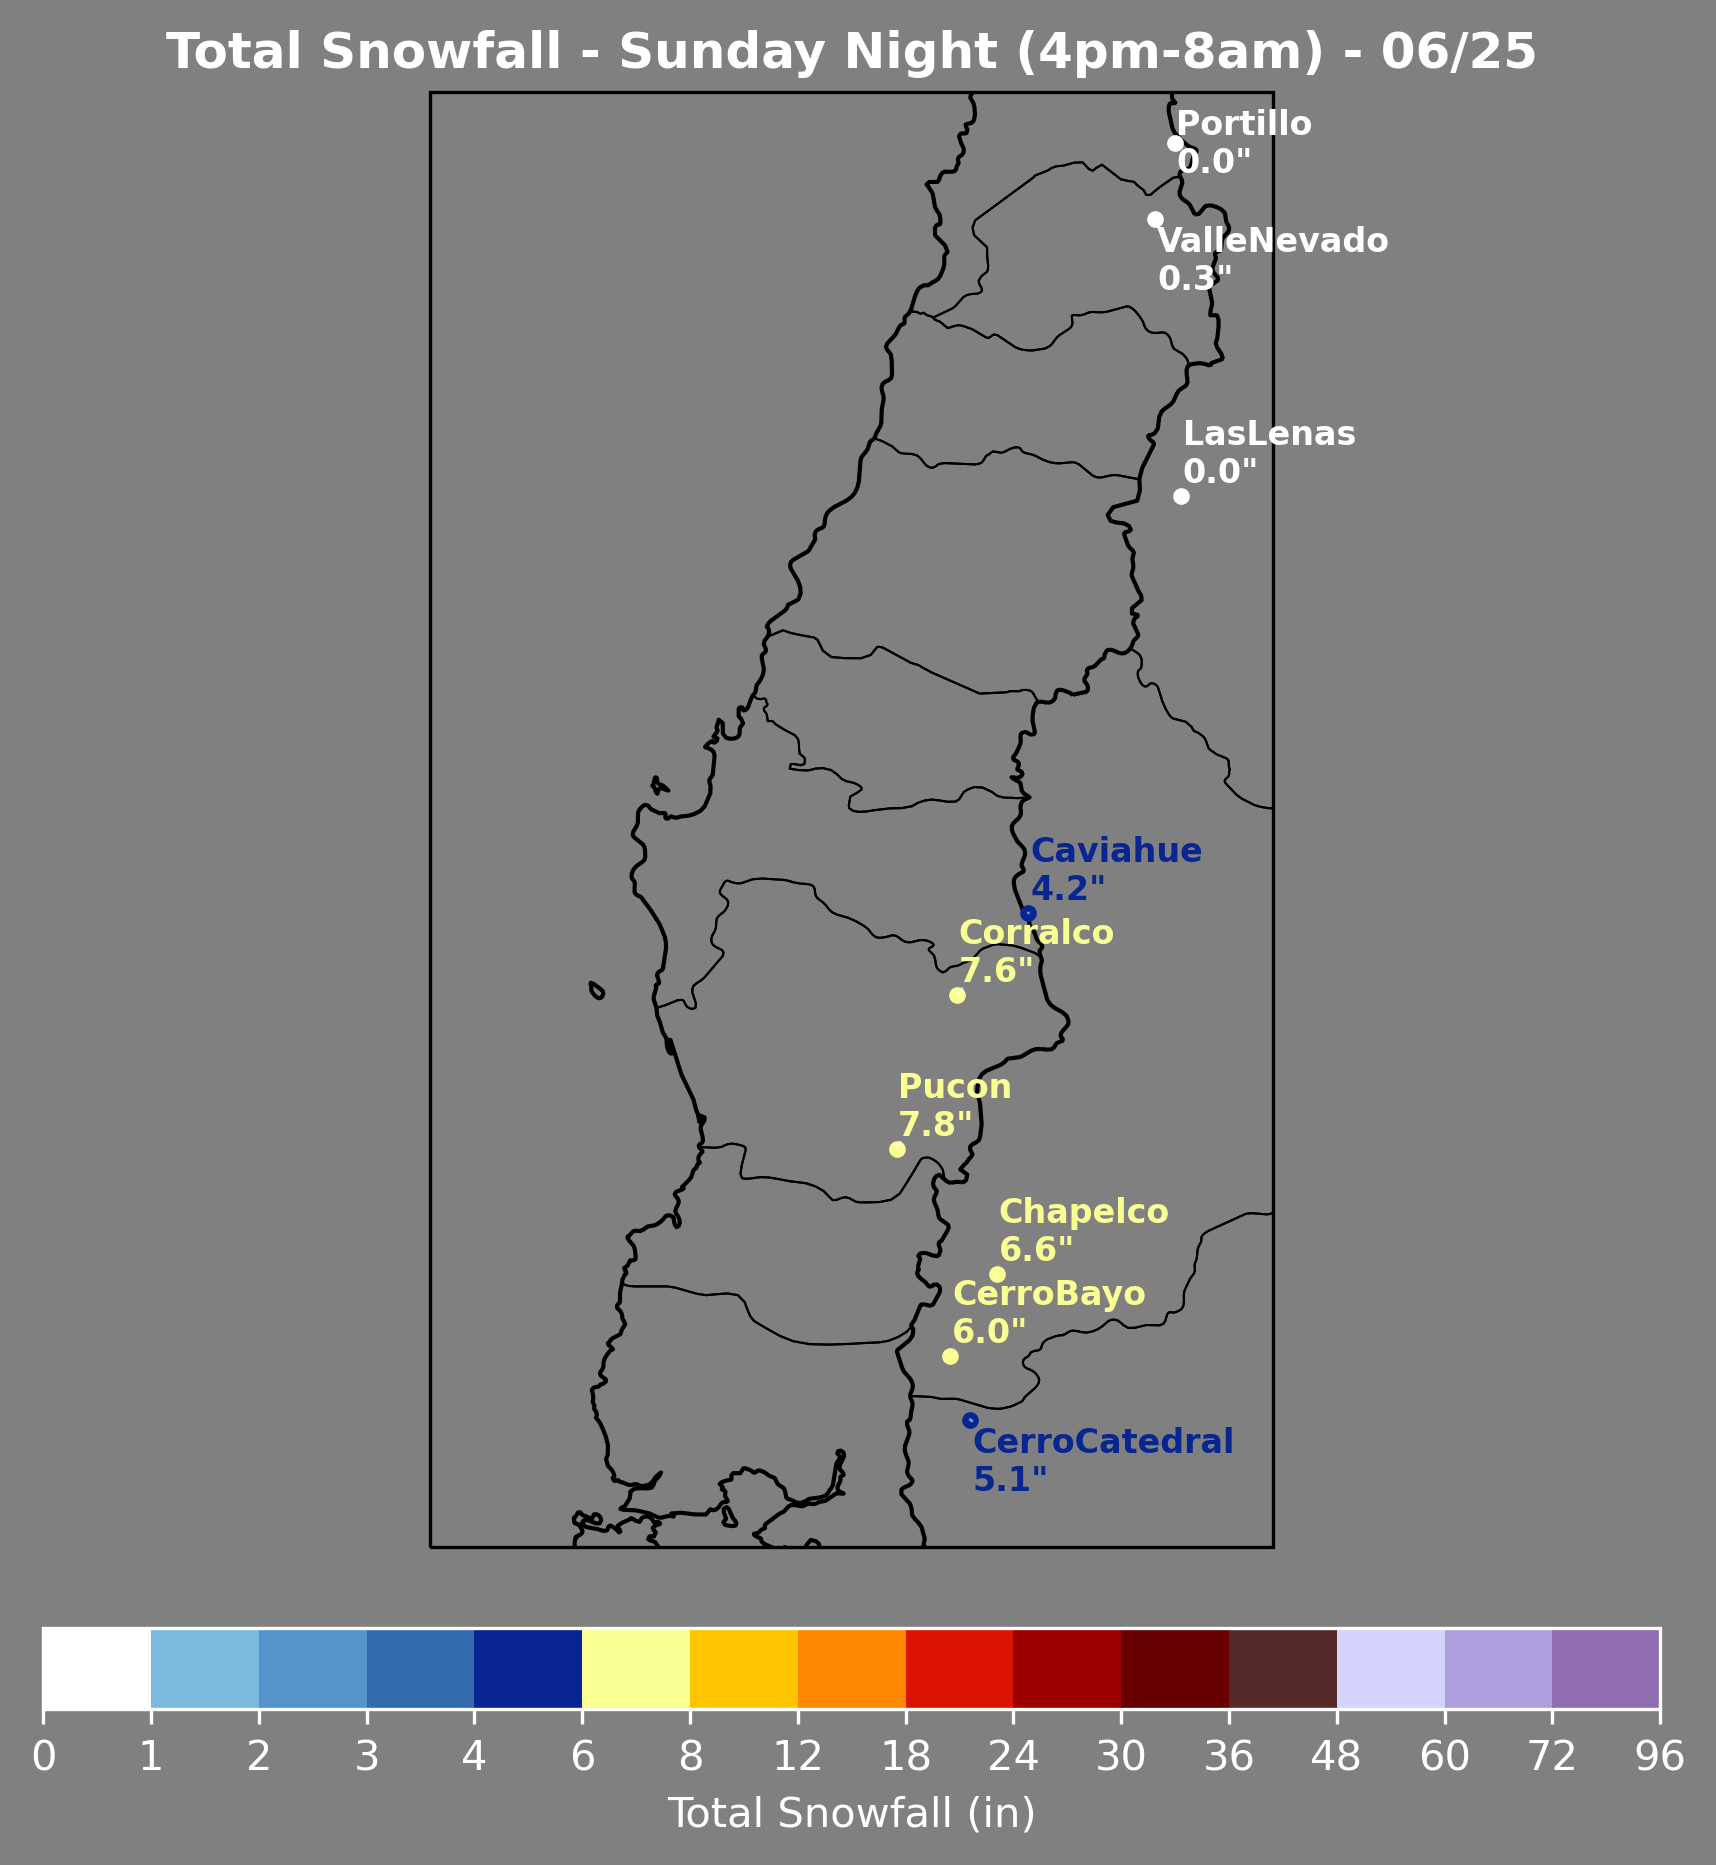 Total Snowfall - Sunday Night (4pm-8am) - 06/25
Portillo
0.0"
ValleNevado
0.3"
LasLenas
0.0"
Caviahue
4.2"
Corralco
7.6"
Pucon
7.8"
Chapelco
6.6"
CerroBayo
6.0"
CerroCatedral
5.1"
0 1 2 3 4 6 8 12 18 24 30 36 48 60 72 96
Total Snowfall (in)